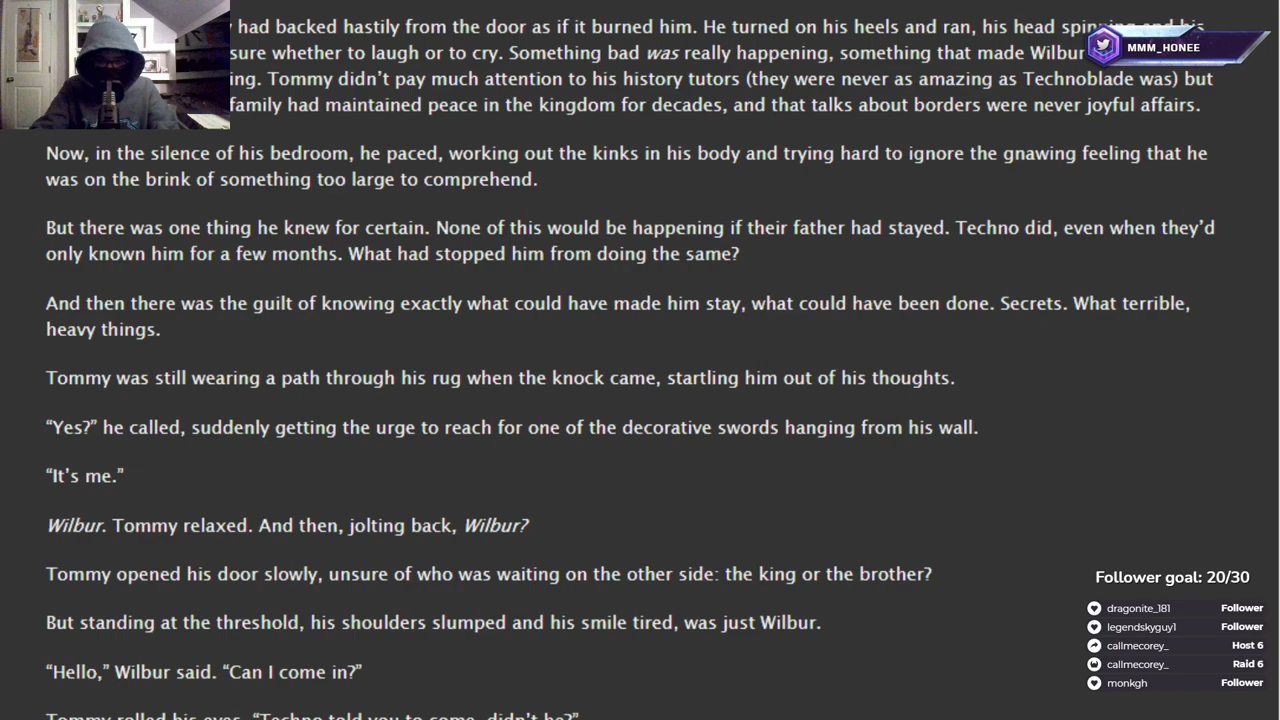 had backed hastily from the door as if it burned him. He turned on his heels and ran, his head spinning and his
MMM_HONEE
sure whether to laugh or to cry. Something bad was really happening, something that made Wilbur
ing. Tommy didn’t pay much attention to his history tutors (they were never as amazing as Technoblade was) but
family had maintained peace in the kingdom for decades, and that talks about borders were never joyful affairs.
Now, in the silence of his bedroom, he paced, working out the kinks in his body and trying hard to ignore the gnawing feeling that he
was on the brink of something too large to comprehend.
But there was one thing he knew for certain. None of this would be happening if their father had stayed. Techno did, even when they’d
only known him for a few months. What had stopped him from doing the same?
And then there was the guilt of knowing exactly what could have made him stay, what could have been done. Secrets. What terrible,
heavy things.
Tommy was still wearing a path through his rug when the knock came, startling him out of his thoughts.
“Yes?” he called, suddenly getting the urge to reach for one of the decorative swords hanging from his wall.
“It’s me.”
Wilbur. Tommy relaxed. And then, jolting back, Wilbur?
Tommy opened his door slowly, unsure of who was waiting on the other side: the king or the brother?
But standing at the threshold, his shoulders slumped and his smile tired, was just Wilbur.
“Hello,” Wilbur said. “Can I come in?”
Tommy rolled his eyes. “Techno told you to come, didn’t he?”
Follower goal: 20/30
dragonite_181 Follower
legendskyguy1 Follower
callmecorey_ Host 6
callmecorey_ Raid 6
monkgh Follower